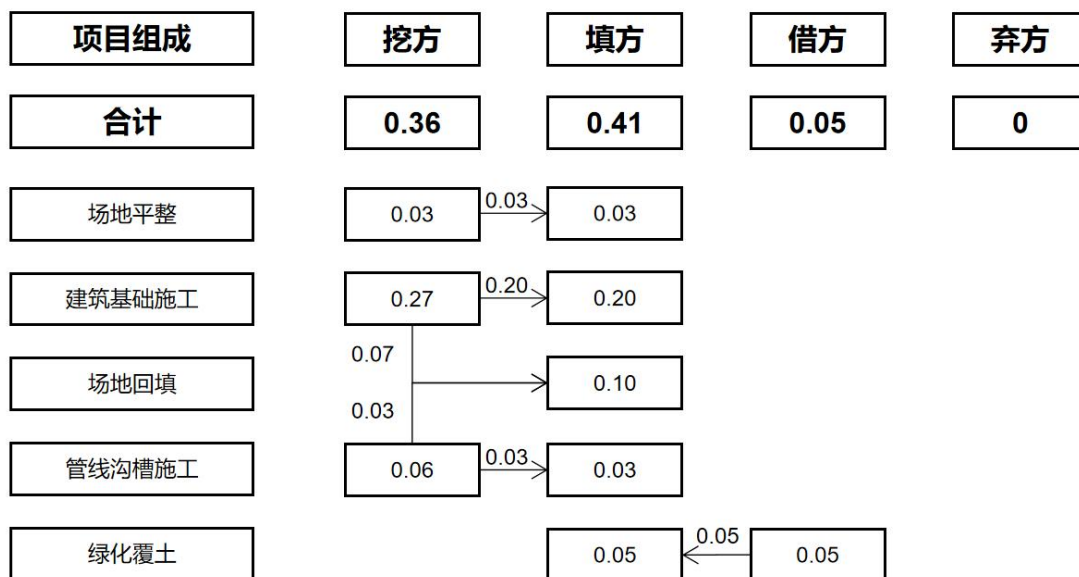 项目组成 挖方 填方 借方 弃方
合计 0.36 0.41 0.05 0
场地平整 0.03 0.03 0.03
建筑基础施工 0.27 0.20 0.20
0.07
场地回填 0.10
0.03
管线沟槽施工 0.06 0.03 0.03
绿化覆土 0.05 0.05 0.05